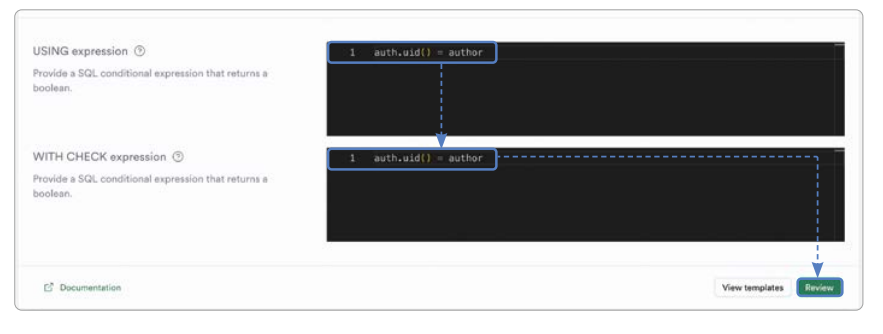 USING expression
1 auth.uid() = author
Provide a SQL conditional expression that returns a
boolean.
WITH CHECK expression
1 auth.uid() = author
Provide a SQL conditional expression that returns a
boolean.
Documentation
View templates
Review